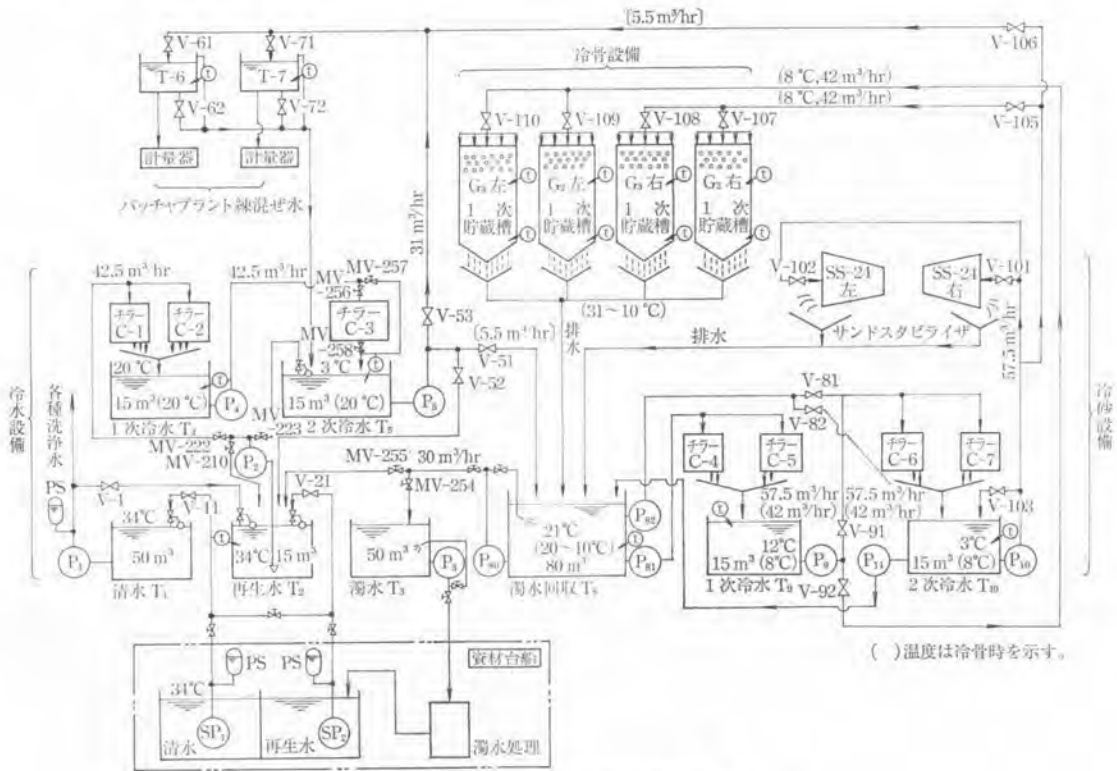 [5.5 m³/hr]
V-106
V-61
V-71
T-6
T-7
V-62
V-72
計量器
計量器
バッチャプラント練混ぜ水
冷骨設備
(8℃,42 m³/hr)
(8℃,42 m³/hr)
V-105
V-110
V-109
V-108
V-107
G₃ 左
1 次
貯蔵槽
G₂ 左
1 次
貯蔵槽
G₃ 右
1 次
貯蔵槽
G₂ 右
1 次
貯蔵槽
(31~10℃)
31 m³/hr
V-53
[5.5 m³/hr]
V-51
V-52
排水
排水
V-102
SS-24
左
SS-24
右
V-101
サンドスタビライザ
57.5 m³/hr
冷水設備
42.5 m³/hr
42.5 m³/hr
チラー
C-1
チラー
C-2
MV-257
MV
-256
チラー
C-3
MV
-258
20℃
15 m³(20℃)
P₄
1次冷水 T₄
3℃
15 m³(20℃)
P₅
2次冷水 T₅
各種洗浄水
MV-222
MV
-223
MV-210
P₂
PS
V-1
V-11
V-21
P₁
34℃
50 m³
清水 T₁
34℃
15 m³
再生水 T₂
MV-255
30 m³/hr
MV-254
50 m³
P₃
濁水 T₃
P₈₀
21℃
(20~10℃)
80 m³
P₈₂
P₈₁
濁水回収 T₈
V-81
V-82
チラー
C-4
チラー
C-5
チラー
C-6
チラー
C-7
冷砂設備
57.5 m³/hr
(42 m³/hr)
57.5 m³/hr
(42 m³/hr)
V-103
V-91
V-92
12℃
15 m³(8℃)
P₉
1次冷水 T₉
P₁₄
3℃
15 m³(8℃)
P₁₀
2次冷水 T₁₀
( )温度は冷骨時を示す。
資材台船
PS
PS
34℃
清水
SP₁
再生水
SP₂
濁水処理